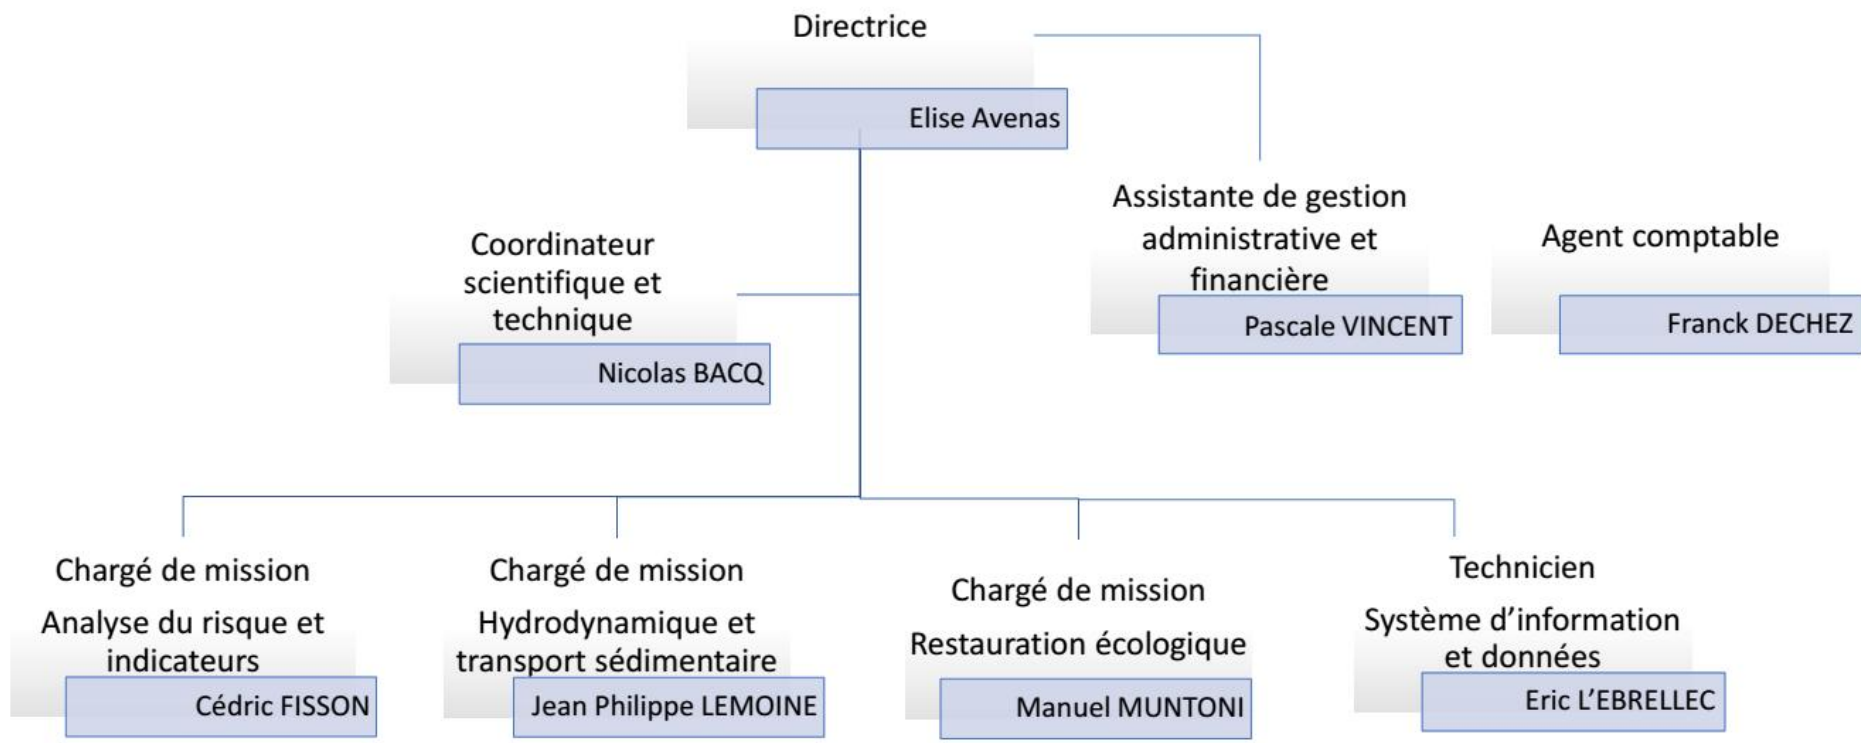 Directrice
Elise Avenas
Assistante de gestion
administrative et
financière
Pascale VINCENT
Agent comptable
Franck DECHEZ
Coordinateur
scientifique et
technique
Nicolas BACQ
Chargé de mission
Analyse du risque et
indicateurs
Cédric FISSON
Chargé de mission
Hydrodynamique et
transport sédimentaire
Jean Philippe LEMOINE
Chargé de mission
Restauration écologique
Manuel MUNTONI
Technicien
Système d’information
et données
Eric L’EBRELLEC